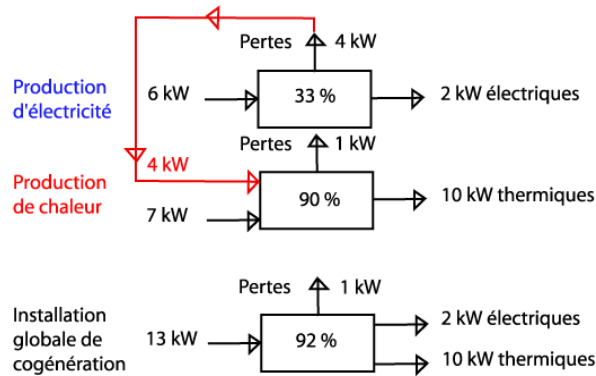 Pertes 4 kW
Production
d'électricité
6 kW
33 %
2 kW électriques
Pertes 1 kW
4 kW
Production
de chaleur
90 %
10 kW thermiques
7 kW
Pertes 1 kW
Installation
globale de
cogénération
13 kW
92 %
2 kW électriques
10 kW thermiques